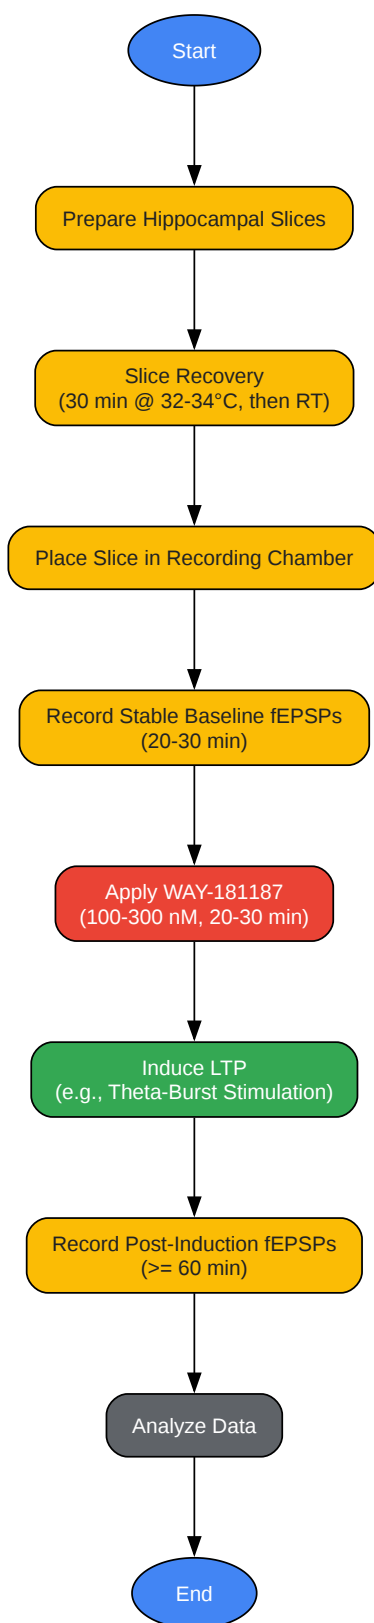 Start
Prepare Hippocampal Slices
Slice Recovery
(30 min @ 32-34°C, then RT)
Place Slice in Recording Chamber
Record Stable Baseline fEPSPs
(20-30 min)
Apply WAY-181187
(100-300 nM, 20-30 min)
Induce LTP
(e.g., Theta-Burst Stimulation)
Record Post-Induction fEPSPs
(>= 60 min)
Analyze Data
End